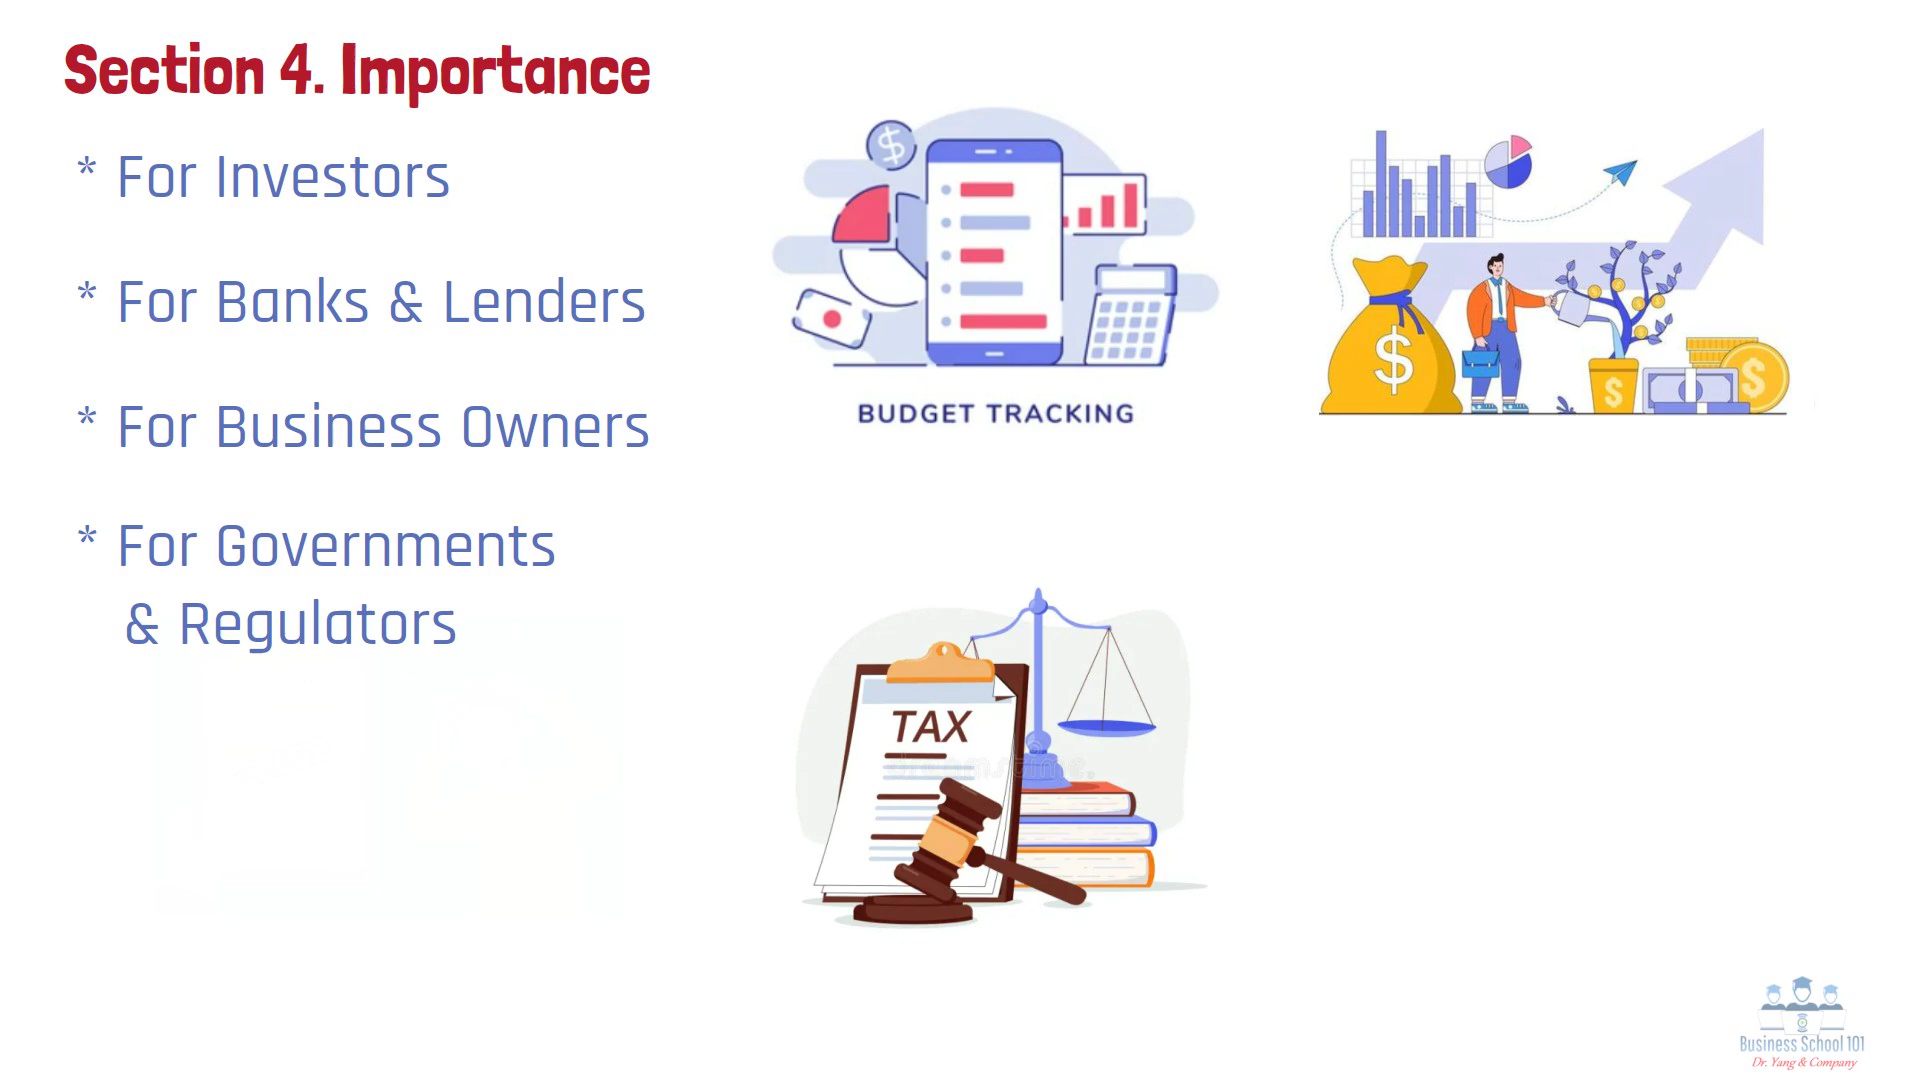 Section 4. Importance
* For Investors
* For Banks & Lenders
* For Business Owners
* For Governments
& Regulators
$
BUDGET TRACKING
$
$
$
TAX
dreamstime.
Business School 101
Dr. Yang & Company